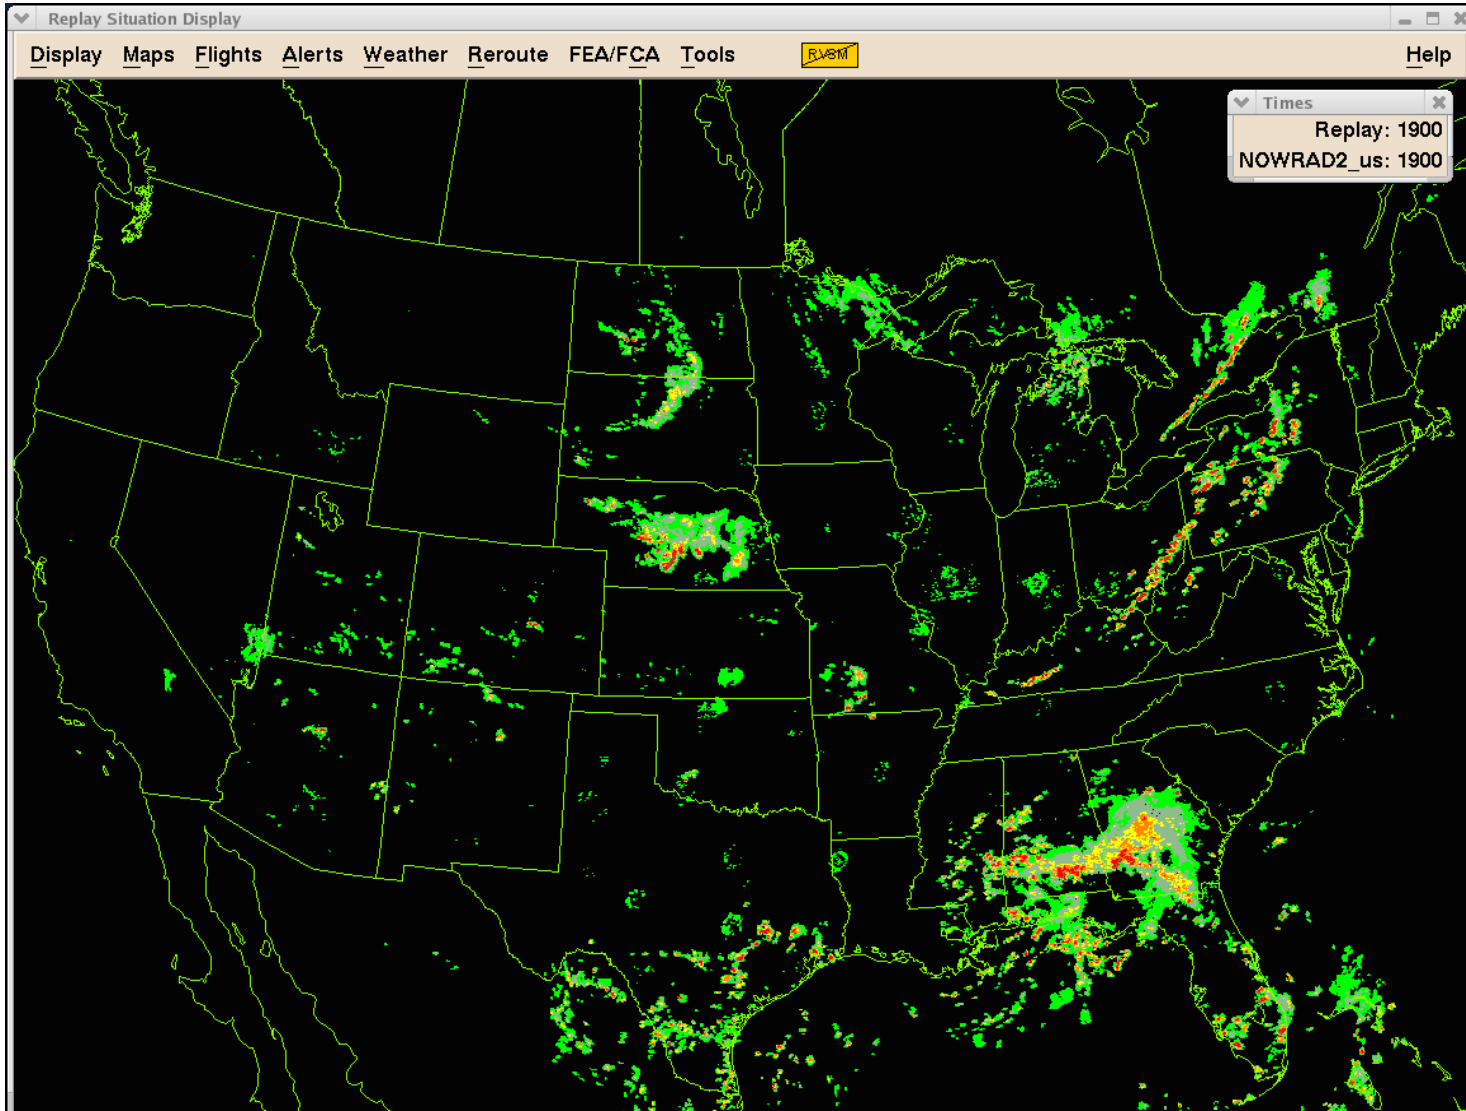 Replay Situation Display
Display Maps Flights Alerts Weather Reroute FEA/FCA Tools RVSM Help
Times
Replay: 1900
NOWRAD2_us: 1900